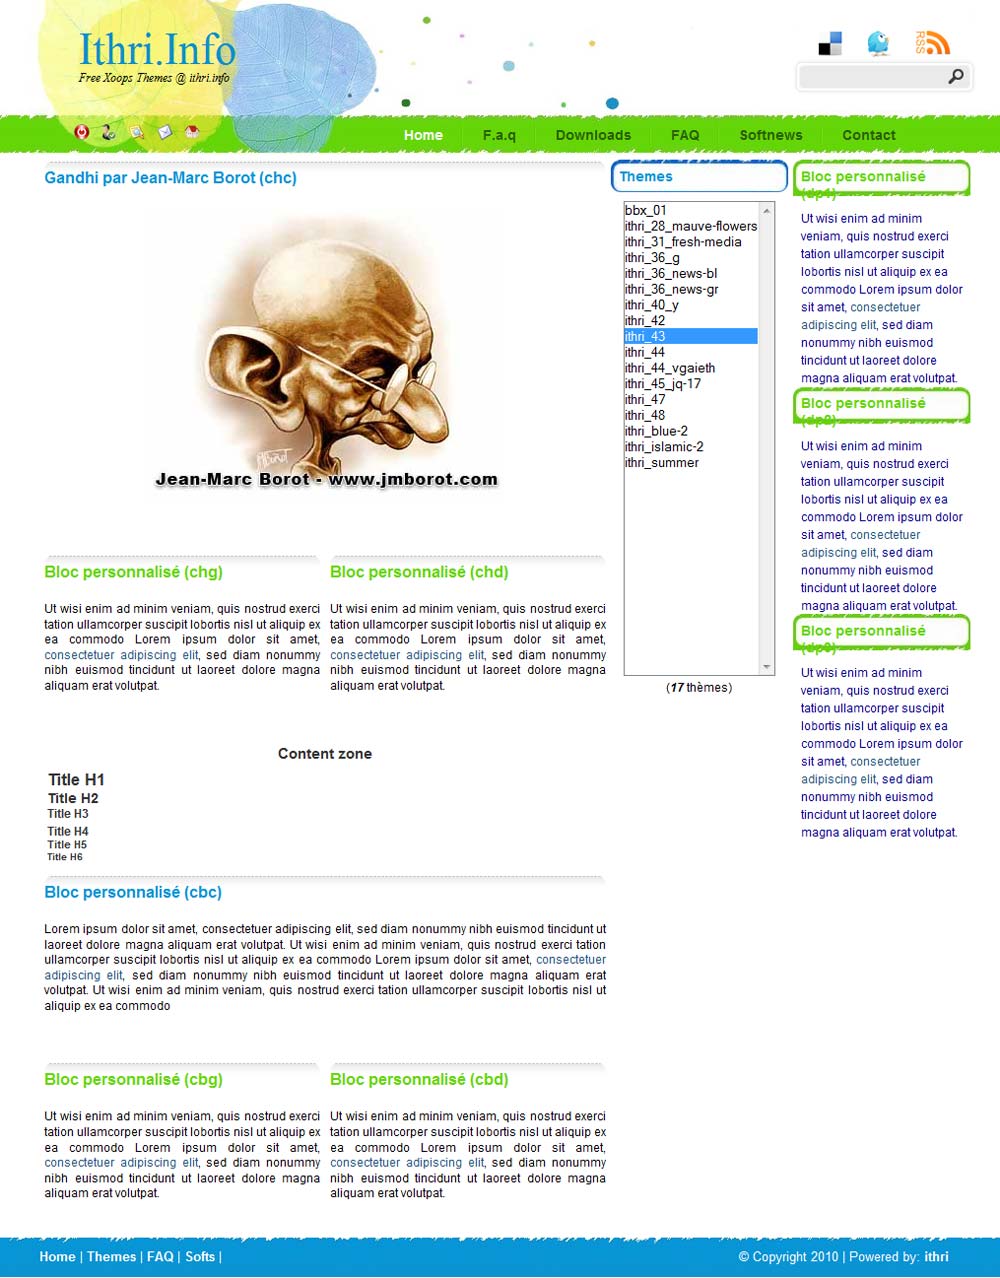 Ithri.Info
Free Xoops Themes @ ithri.info
RSS
Home F.a.q Downloads FAQ Softnews Contact
Gandhi par Jean-Marc Borot (chc)
Jean-Marc Borot - www.jmborot.com
Bloc personnalisé (chg)
Ut wisi enim ad minim veniam, quis nostrud exerci
tation ullamcorper suscipit lobortis nisl ut aliquip ex
ea commodo Lorem ipsum dolor sit amet,
consectetuer adipiscing elit, sed diam nonummy
nibh euismod tincidunt ut laoreet dolore magna
aliquam erat volutpat.
Bloc personnalisé (chd)
Ut wisi enim ad minim veniam, quis nostrud exerci
tation ullamcorper suscipit lobortis nisl ut aliquip ex
ea commodo Lorem ipsum dolor sit amet,
consectetuer adipiscing elit, sed diam nonummy
nibh euismod tincidunt ut laoreet dolore magna
aliquam erat volutpat.
Content zone
Title H1
Title H2
Title H3
Title H4
Title H5
Title H6
Bloc personnalisé (cbc)
Lorem ipsum dolor sit amet, consectetuer adipiscing elit, sed diam nonummy nibh euismod tincidunt ut
laoreet dolore magna aliquam erat volutpat. Ut wisi enim ad minim veniam, quis nostrud exerci tation
ullamcorper suscipit lobortis nisl ut aliquip ex ea commodo Lorem ipsum dolor sit amet, consectetuer
adipiscing elit, sed diam nonummy nibh euismod tincidunt ut laoreet dolore magna aliquam erat
volutpat. Ut wisi enim ad minim veniam, quis nostrud exerci tation ullamcorper suscipit lobortis nisl ut
aliquip ex ea commodo
Bloc personnalisé (cbg)
Ut wisi enim ad minim veniam, quis nostrud exerci
tation ullamcorper suscipit lobortis nisl ut aliquip ex
ea commodo Lorem ipsum dolor sit amet,
consectetuer adipiscing elit, sed diam nonummy
nibh euismod tincidunt ut laoreet dolore magna
aliquam erat volutpat.
Bloc personnalisé (cbd)
Ut wisi enim ad minim veniam, quis nostrud exerci
tation ullamcorper suscipit lobortis nisl ut aliquip ex
ea commodo Lorem ipsum dolor sit amet,
consectetuer adipiscing elit, sed diam nonummy
nibh euismod tincidunt ut laoreet dolore magna
aliquam erat volutpat.
Themes
bbx_01
ithri_28_mauve-flowers
ithri_31_fresh-media
ithri_36_g
ithri_36_news-bl
ithri_36_news-gr
ithri_40_y
ithri_42
ithri_43
ithri_44
ithri_44_vgaieth
ithri_45_jq-17
ithri_47
ithri_48
ithri_blue-2
ithri_islamic-2
ithri_summer
(17 thèmes)
Bloc personnalisé
(dp1)
Ut wisi enim ad minim
veniam, quis nostrud exerci
tation ullamcorper suscipit
lobortis nisl ut aliquip ex ea
commodo Lorem ipsum dolor
sit amet, consectetuer
adipiscing elit, sed diam
nonummy nibh euismod
tincidunt ut laoreet dolore
magna aliquam erat volutpat.
Bloc personnalisé
(dp2)
Ut wisi enim ad minim
veniam, quis nostrud exerci
tation ullamcorper suscipit
lobortis nisl ut aliquip ex ea
commodo Lorem ipsum dolor
sit amet, consectetuer
adipiscing elit, sed diam
nonummy nibh euismod
tincidunt ut laoreet dolore
magna aliquam erat volutpat.
Bloc personnalisé
(dp3)
Ut wisi enim ad minim
veniam, quis nostrud exerci
tation ullamcorper suscipit
lobortis nisl ut aliquip ex ea
commodo Lorem ipsum dolor
sit amet, consectetuer
adipiscing elit, sed diam
nonummy nibh euismod
tincidunt ut laoreet dolore
magna aliquam erat volutpat.
Home | Themes | FAQ | Softs |
© Copyright 2010 | Powered by: ithri